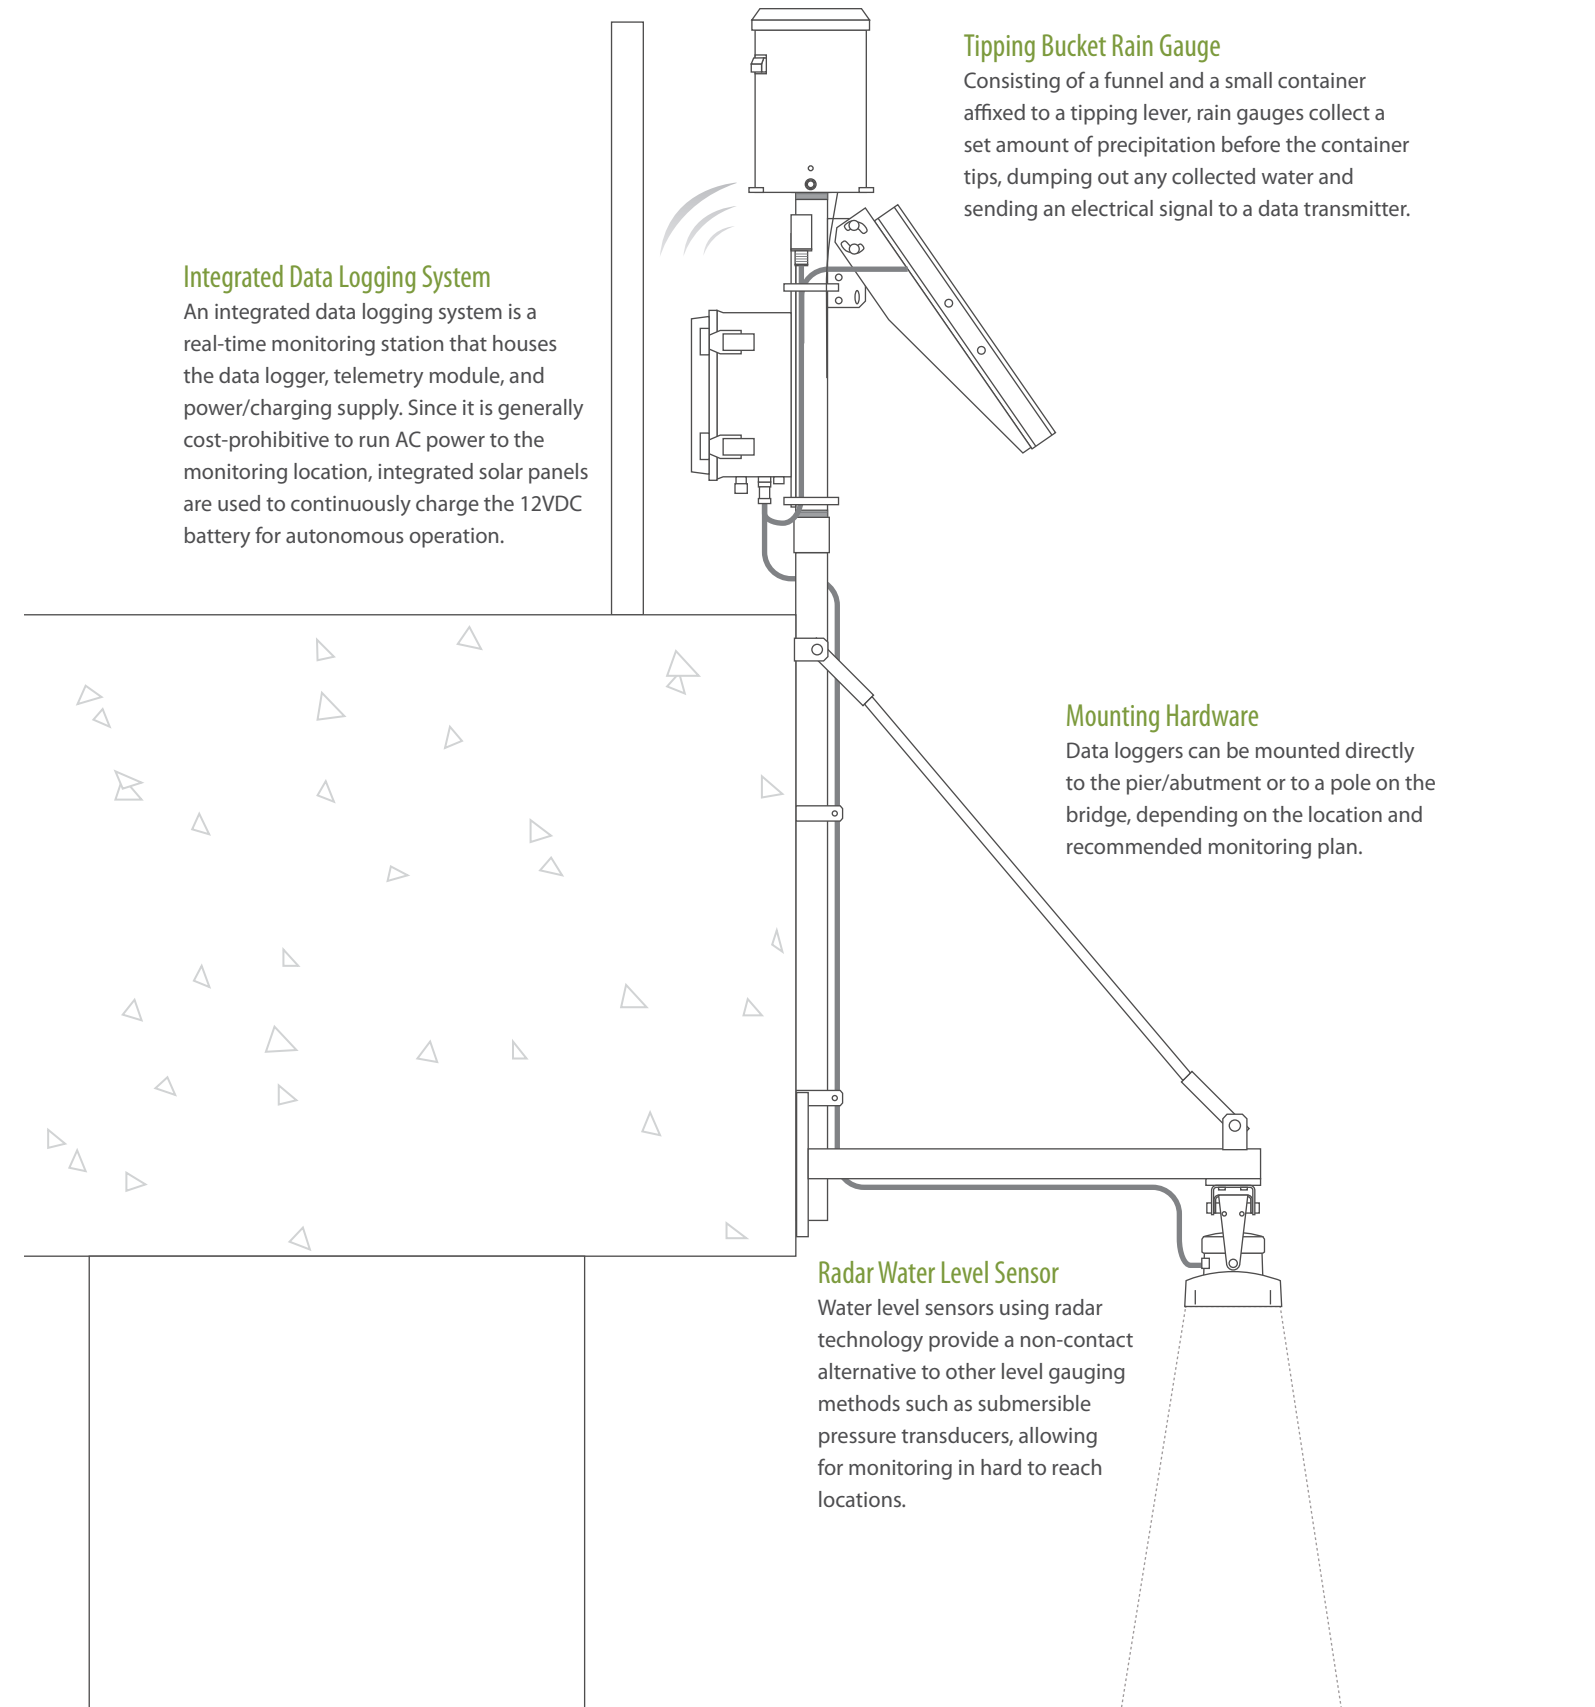 Tipping Bucket Rain Gauge
Consisting of a funnel and a small container
affixed to a tipping lever, rain gauges collect a
set amount of precipitation before the container
tips, dumping out any collected water and
sending an electrical signal to a data transmitter.
Integrated Data Logging System
An integrated data logging system is a
real-time monitoring station that houses
the data logger, telemetry module, and
power/charging supply. Since it is generally
cost-prohibitive to run AC power to the
monitoring location, integrated solar panels
are used to continuously charge the 12VDC
battery for autonomous operation.
Mounting Hardware
Data loggers can be mounted directly
to the pier/abutment or to a pole on the
bridge, depending on the location and
recommended monitoring plan.
Radar Water Level Sensor
Water level sensors using radar
technology provide a non-contact
alternative to other level gauging
methods such as submersible
pressure transducers, allowing
for monitoring in hard to reach
locations.